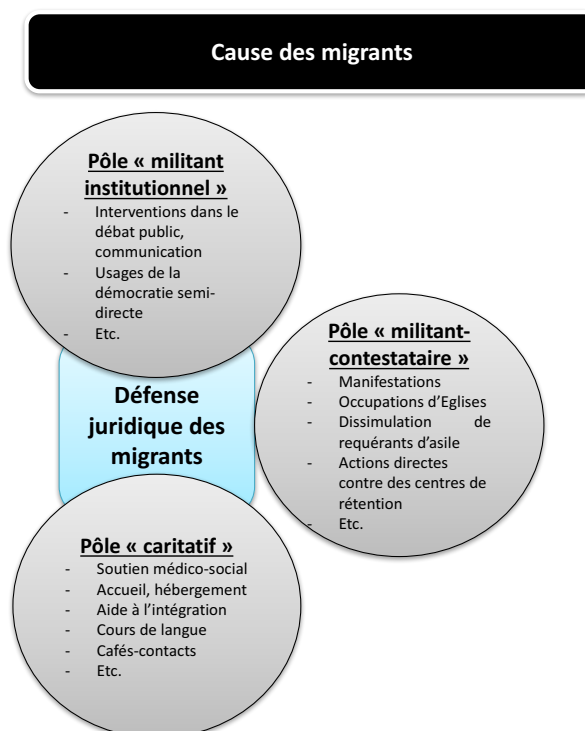 Cause des migrants
Pôle « militant
institutionnel »
- Interventions dans le
débat public,
communication
- Usages de la
démocratie semi-
directe
- Etc.
Défense
juridique des
migrants
Pôle « militant-
contestataire »
- Manifestations
- Occupations d’Eglises
- Dissimulation de
requérants d’asile
- Actions directes
contre des centres de
rétention
- Etc.
Pôle « caritatif »
- Soutien médico-social
- Accueil, hébergement
- Aide à l’intégration
- Cours de langue
- Cafés-contacts
- Etc.